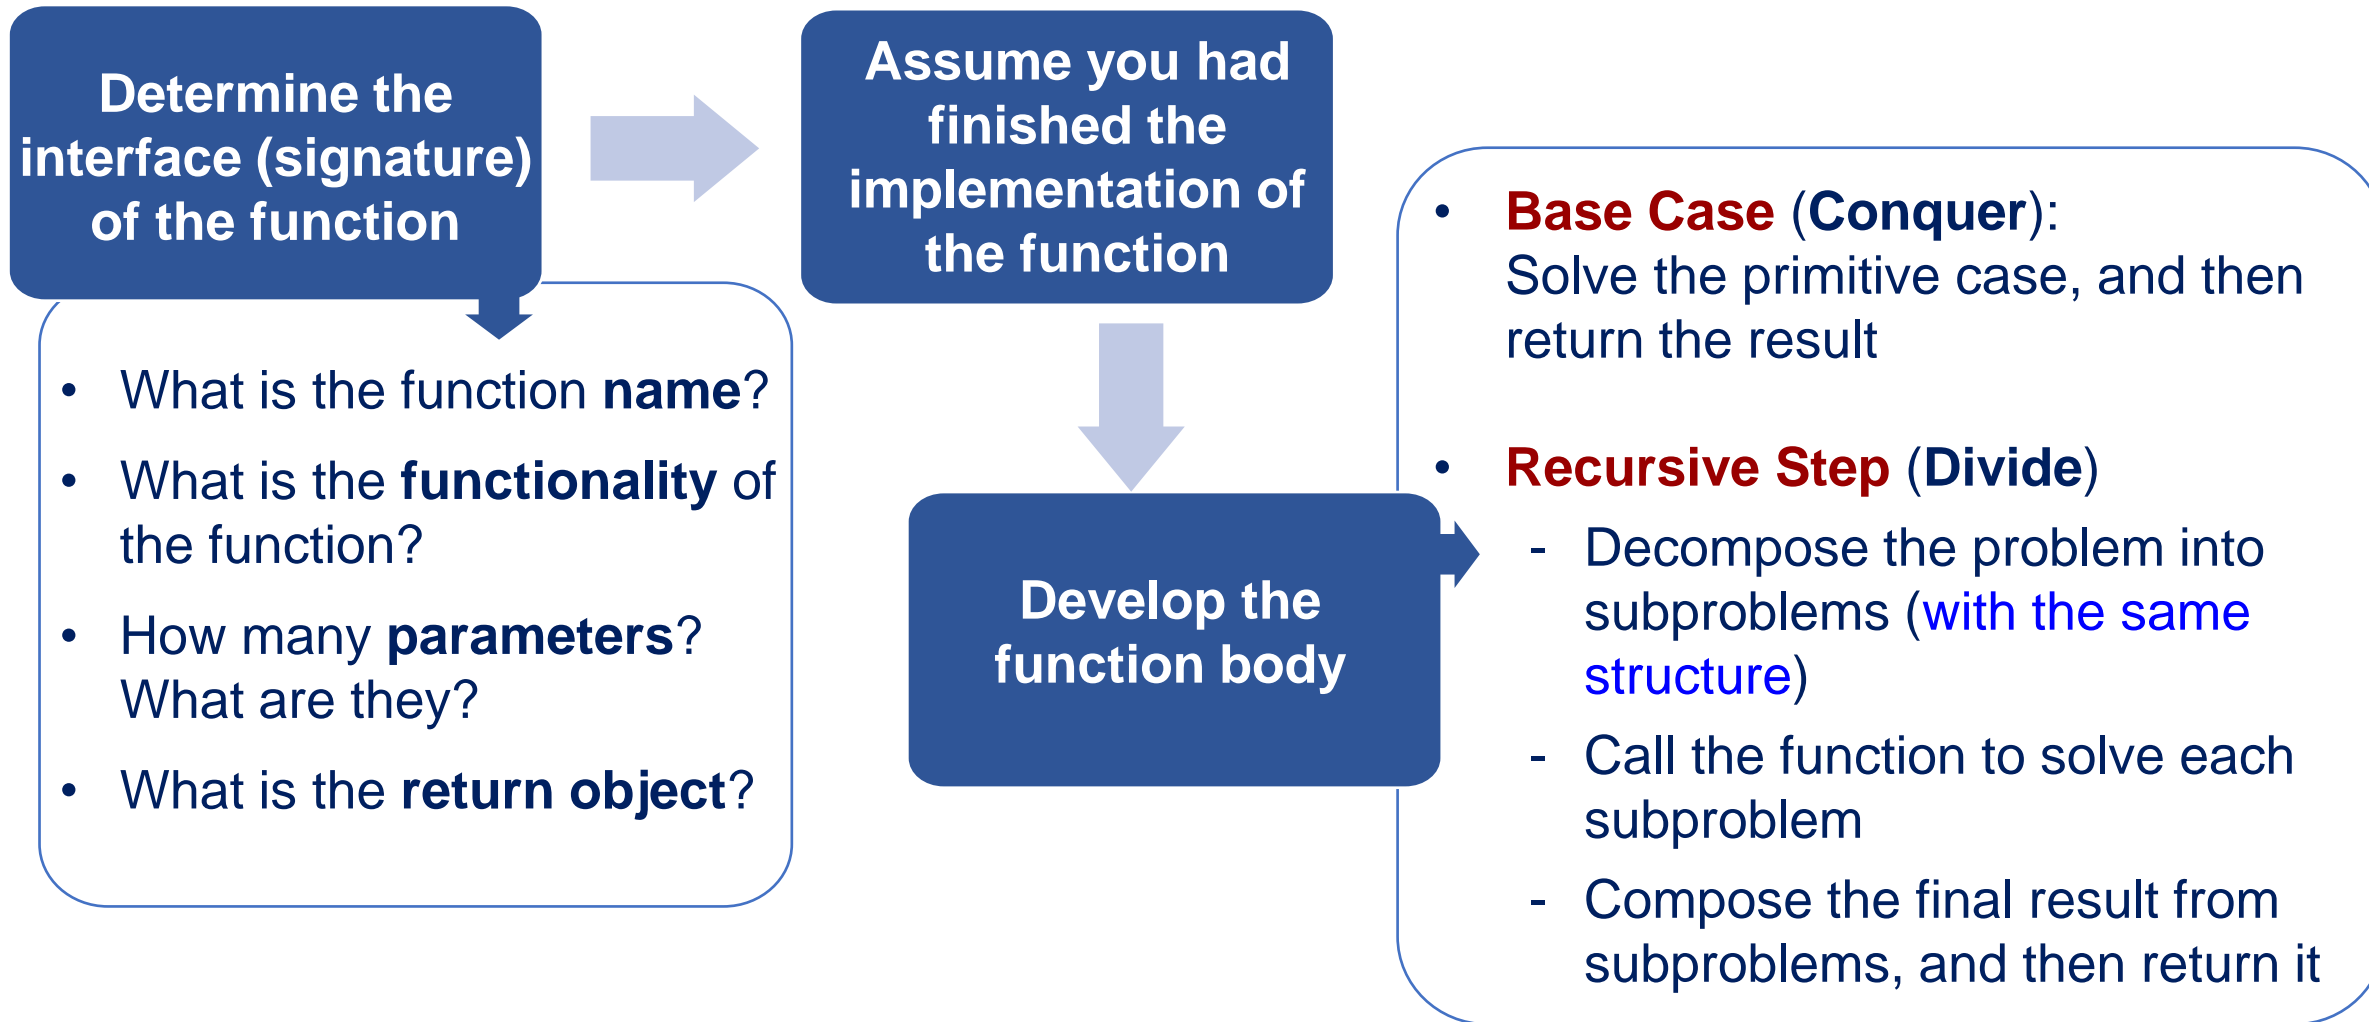 Determine the
interface (signature)
of the function
• What is the function name?
• What is the functionality of
the function?
• How many parameters?
What are they?
• What is the return object?
Assume you had
finished the
implementation of
the function
Develop the
function body
• Base Case (Conquer):
Solve the primitive case, and then
return the result
• Recursive Step (Divide)
- Decompose the problem into
subproblems (with the same
structure)
- Call the function to solve each
subproblem
- Compose the final result from
subproblems, and then return it